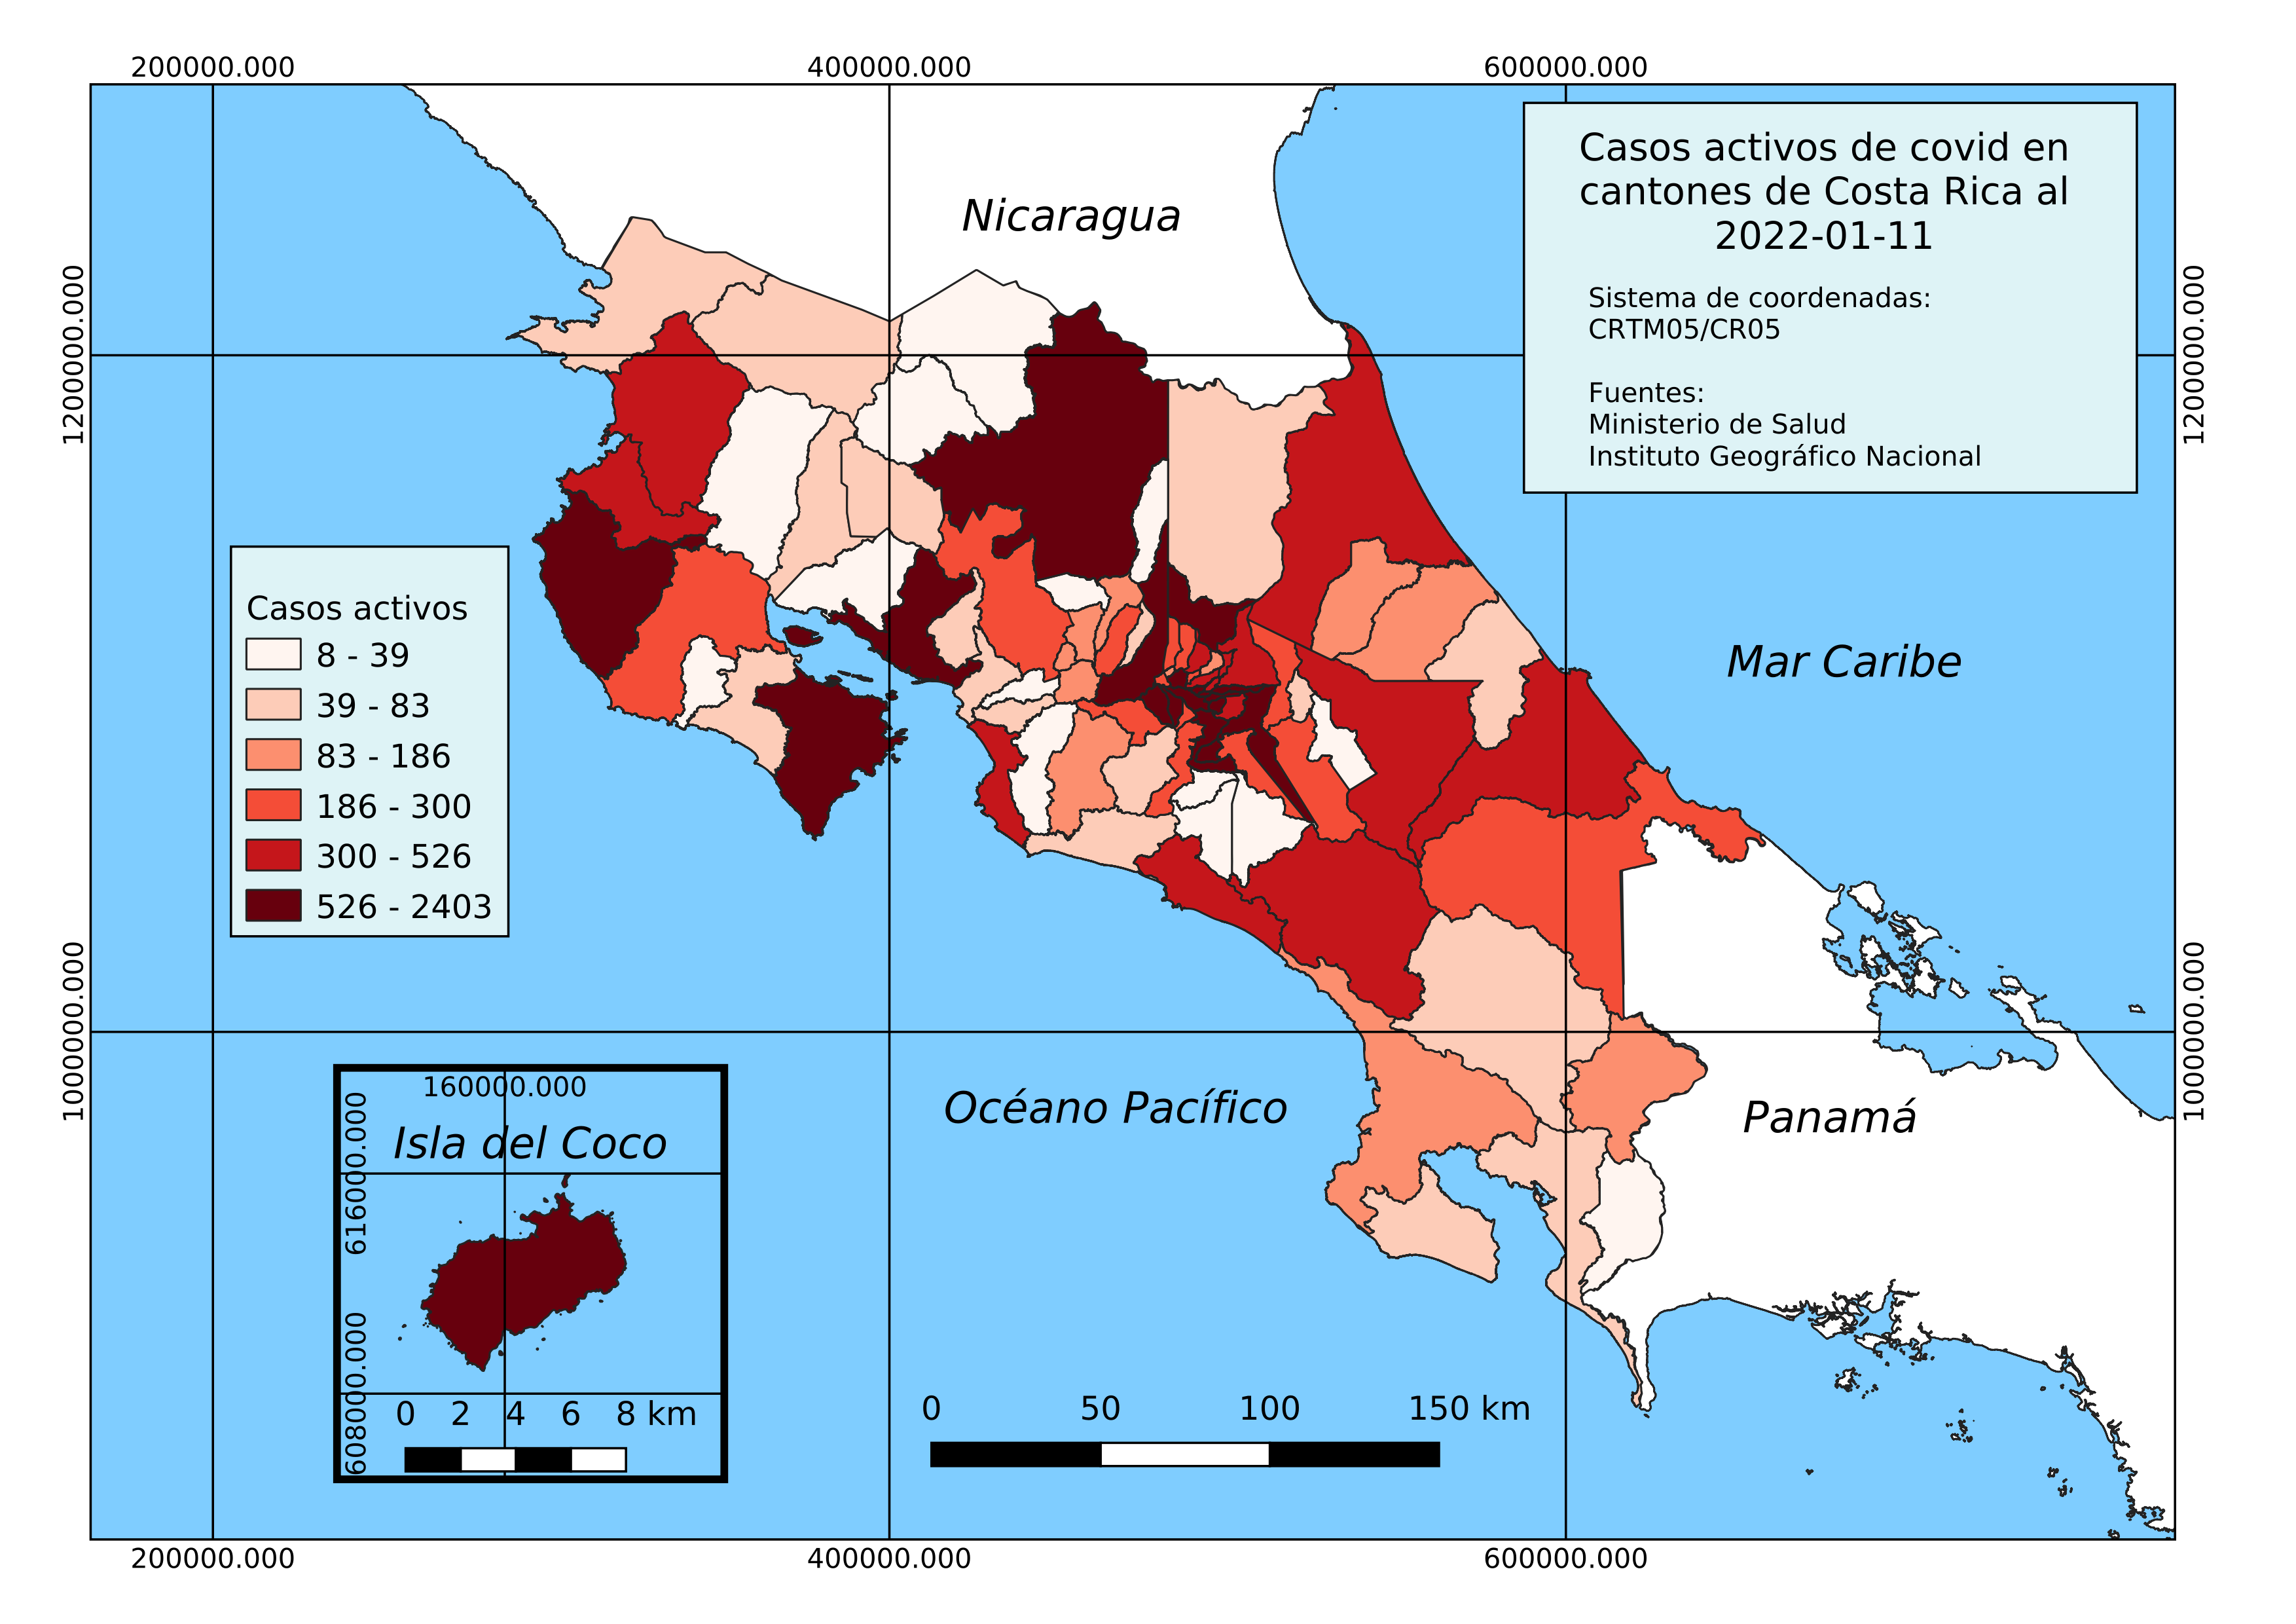 200000.000
400000.000
600000.000
Casos activos de covid en
cantones de Costa Rica al
2022-01-11
Sistema de coordenadas:
CRTM05/CR05
Fuentes:
Ministerio de Salud
Instituto Geográfico Nacional
Nicaragua
1200000.000
1200000.000
Mar Caribe
Casos activos
8 - 39
39 - 83
83 - 186
186 - 300
300 - 526
526 - 2403
1000000.000
1000000.000
160000.000
Isla del Coco
616000.000
608000.000
0 2 4 6 8 km
Océano Pacífico
Panamá
0 50 100 150 km
200000.000
400000.000
600000.000